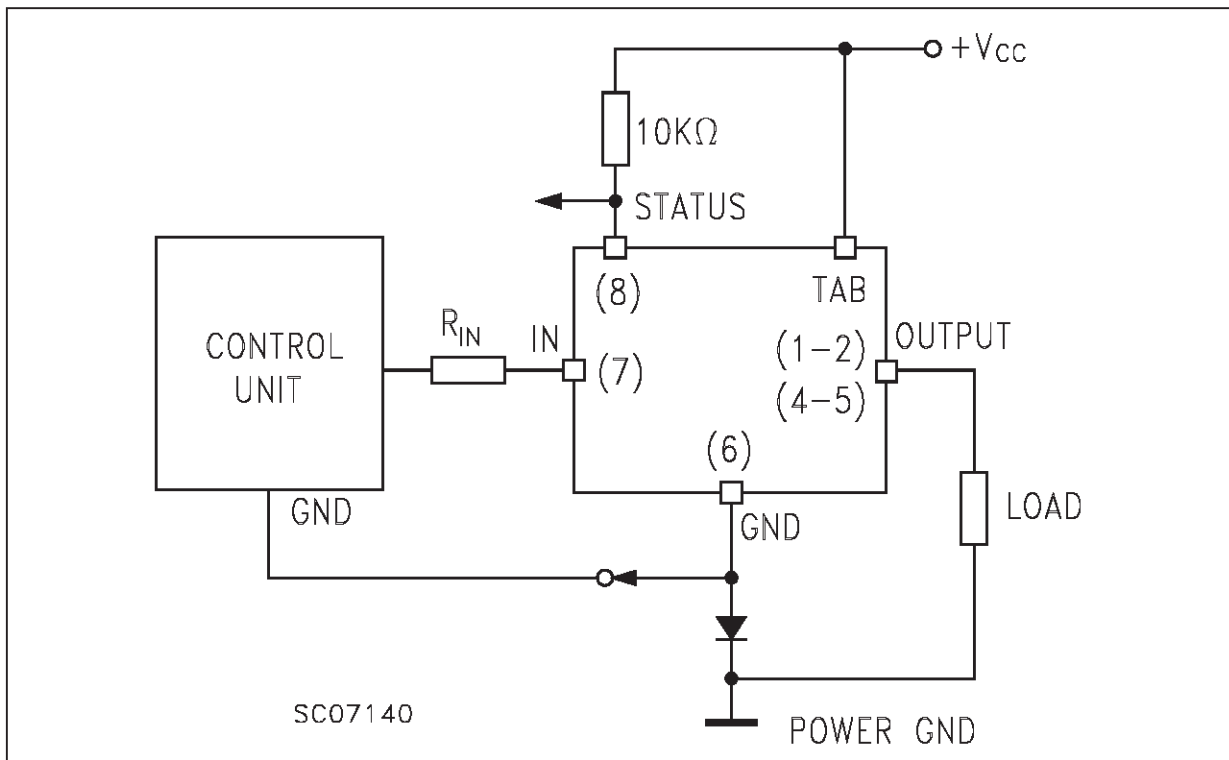 +VCC
10KΩ
STATUS
(8)
TAB
RIN
IN
(7)
(1-2)
OUTPUT
(4-5)
CONTROL
UNIT
(6)
GND
GND
LOAD
SC07140
POWER GND